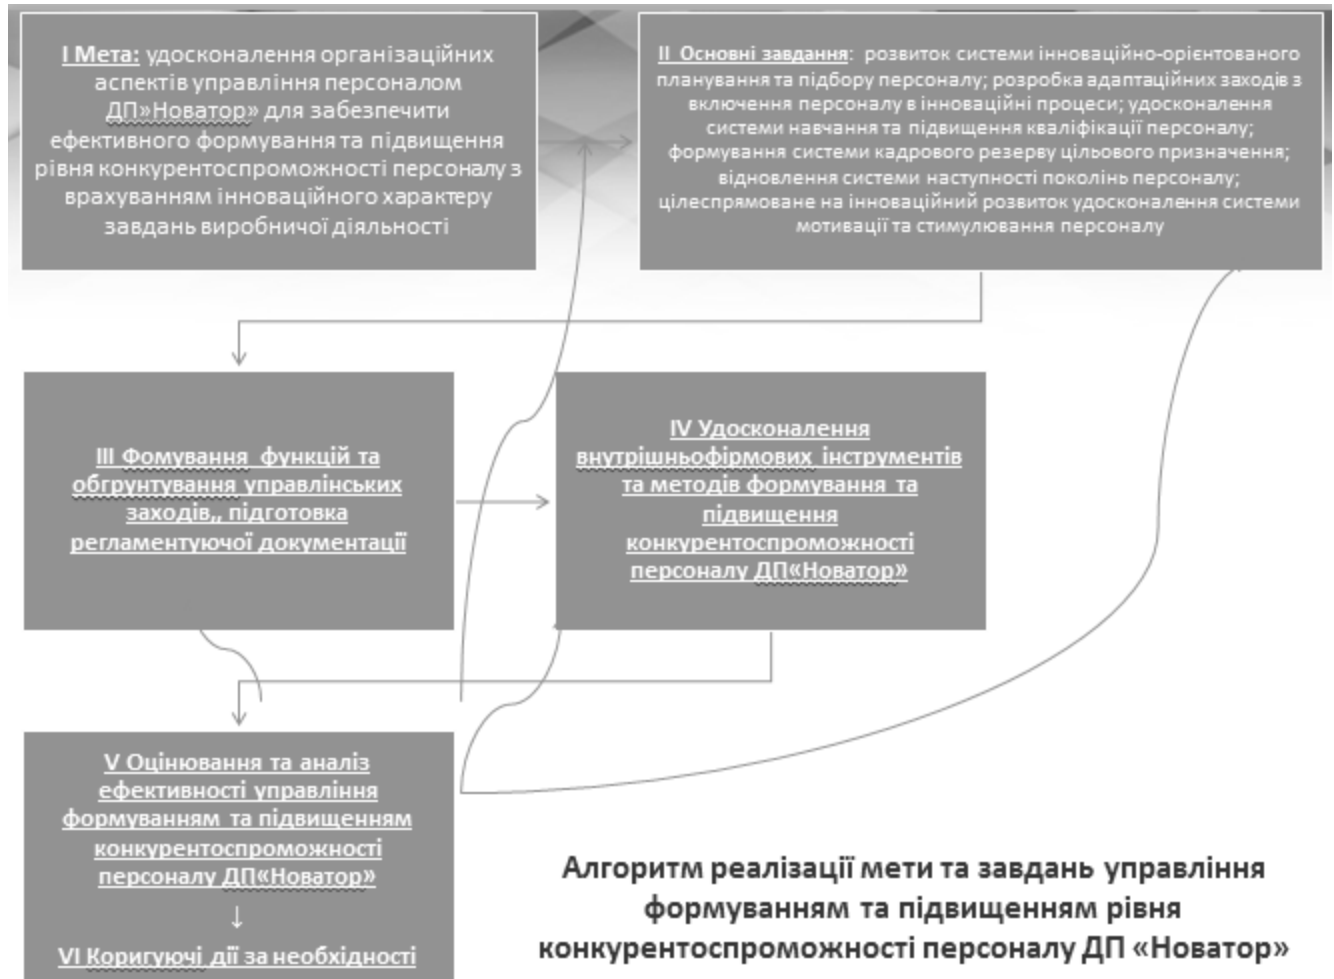 І Мета: удосконалення організаційних
аспектів управління персоналом
ДП»Новатор» для забезпечити
ефективного формування та підвищення
рівня конкурентоспроможності персоналу з
врахуванням інноваційного характеру
завдань виробничої діяльності
ІІ Основні завдання: розвиток системи інноваційно-орієнтованого
планування та підбору персоналу; розробка адаптаційних заходів з
включення персоналу в інноваційні процеси; удосконалення
системи навчання та підвищення кваліфікації персоналу;
формування системи кадрового резерву цільового призначення;
відновлення системи наступності поколінь персоналу;
цілеспрямоване на інноваційний розвиток удосконалення системи
мотивації та стимулювання персоналу
ІІІ Фомування функцій та
обгрунтування управлінських
заходів,, підготовка
регламентуючої документації
IV Удосконалення
внутрішньофірмових інструментів
та методів формування та
підвищення
конкурентоспроможності
персоналу ДП«Новатор»
V Оцінювання та аналіз
ефективності управління
формуванням та підвищенням
конкурентоспроможності
персоналу ДП«Новатор»
↓
VI Коригуючі дії за необхідності
Алгоритм реалізації мети та завдань управління
формуванням та підвищенням рівня
конкурентоспроможності персоналу ДП «Новатор»